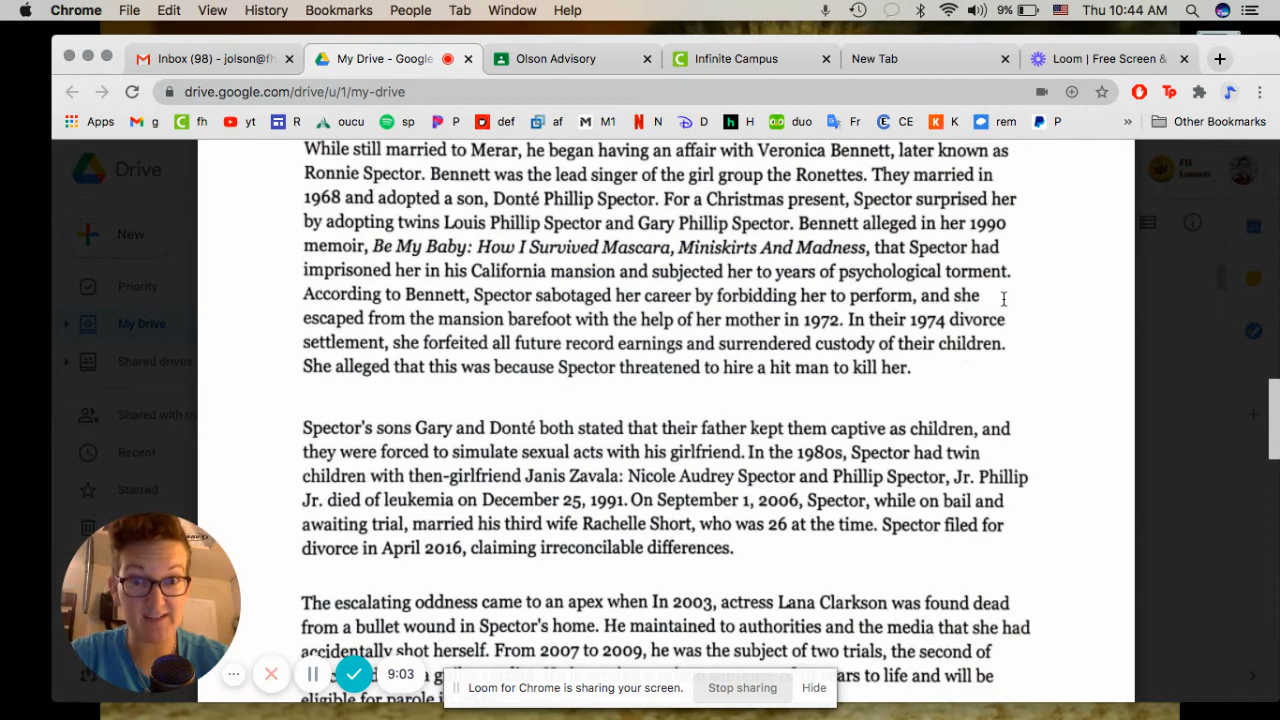 Chrome File Edit View History Bookmarks People Tab Window Help 9% Thu 10:44 AM
Inbox (98) - jolson@fh My Drive - Google Olson Advisory Infinite Campus New Tab Loom | Free Screen &
drive.google.com/drive/u/1/my-drive
Apps g fh yt R oucu sp P def af M1 N D H duo Fr CE K rem P » Other Bookmarks
Drive
New
Priority
My Drive
Shared drives
Shared with m
Recent
Starred
While still married to Merar, he began having an affair with Veronica Bennett, later known as
Ronnie Spector. Bennett was the lead singer of the girl group the Ronettes. They married in
1968 and adopted a son, Donté Phillip Spector. For a Christmas present, Spector surprised her
by adopting twins Louis Phillip Spector and Gary Phillip Spector. Bennett alleged in her 1990
memoir, Be My Baby: How I Survived Mascara, Miniskirts And Madness, that Spector had
imprisoned her in his California mansion and subjected her to years of psychological torment.
According to Bennett, Spector sabotaged her career by forbidding her to perform, and she
escaped from the mansion barefoot with the help of her mother in 1972. In their 1974 divorce
settlement, she forfeited all future record earnings and surrendered custody of their children.
She alleged that this was because Spector threatened to hire a hit man to kill her.
Spector's sons Gary and Donté both stated that their father kept them captive as children, and
they were forced to simulate sexual acts with his girlfriend. In the 1980s, Spector had twin
children with then-girlfriend Janis Zavala: Nicole Audrey Spector and Phillip Spector, Jr. Phillip
Jr. died of leukemia on December 25, 1991. On September 1, 2006, Spector, while on bail and
awaiting trial, married his third wife Rachelle Short, who was 26 at the time. Spector filed for
divorce in April 2016, claiming irreconcilable differences.
The escalating oddness came to an apex when In 2003, actress Lana Clarkson was found dead
from a bullet wound in Spector's home. He maintained to authorities and the media that she had
accidentally shot herself. From 2007 to 2009, he was the subject of two trials, the second of
to life and will be
eligible for parole
9:03
Loom for Chrome is sharing your screen. Stop sharing Hide